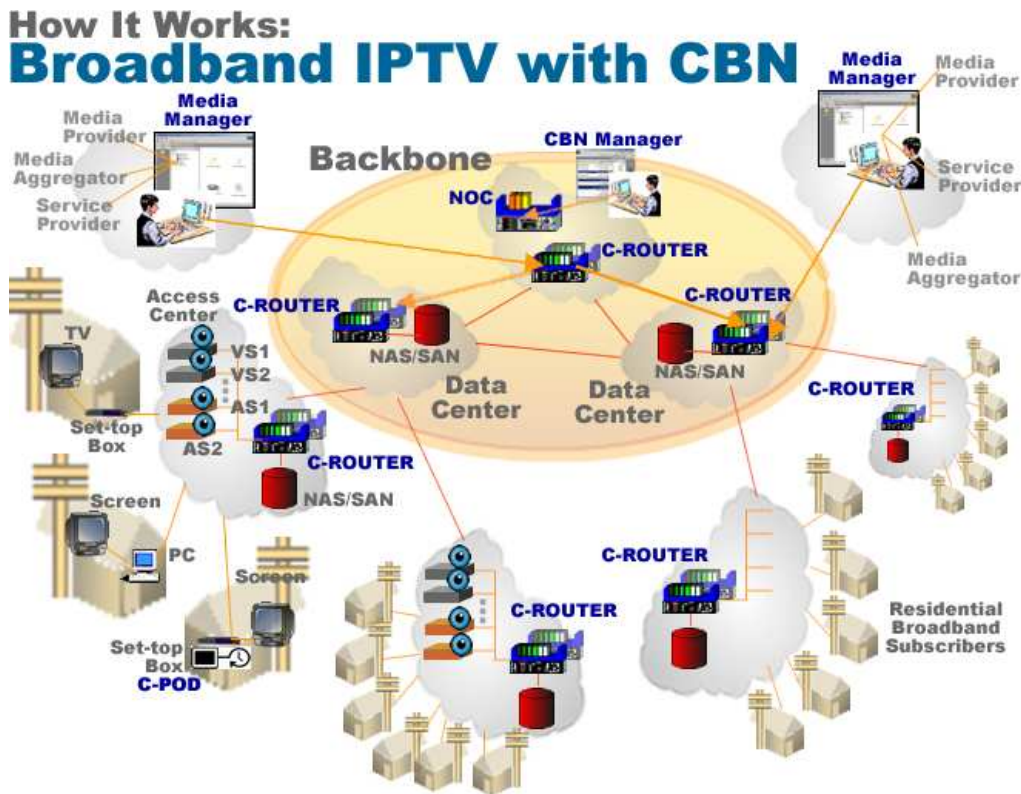 How It Works:
Broadband IPTV with CBN
Media
Manager
Media
Provider
Media
Aggregator
Service
Provider
Backbone
CBN Manager
NOC
C-ROUTER
Media
Manager
Media
Provider
Service
Provider
Media
Aggregator
C-ROUTER
NAS/SAN
Data
Center
C-ROUTER
NAS/SAN
Data
Center
Access
Center
VS1
VS2
AS1
AS2
C-ROUTER
NAS/SAN
TV
Set-top
Box
Screen
PC
Screen
Set-top
Box
C-POD
C-ROUTER
C-ROUTER
C-ROUTER
Residential
Broadband
Subscribers